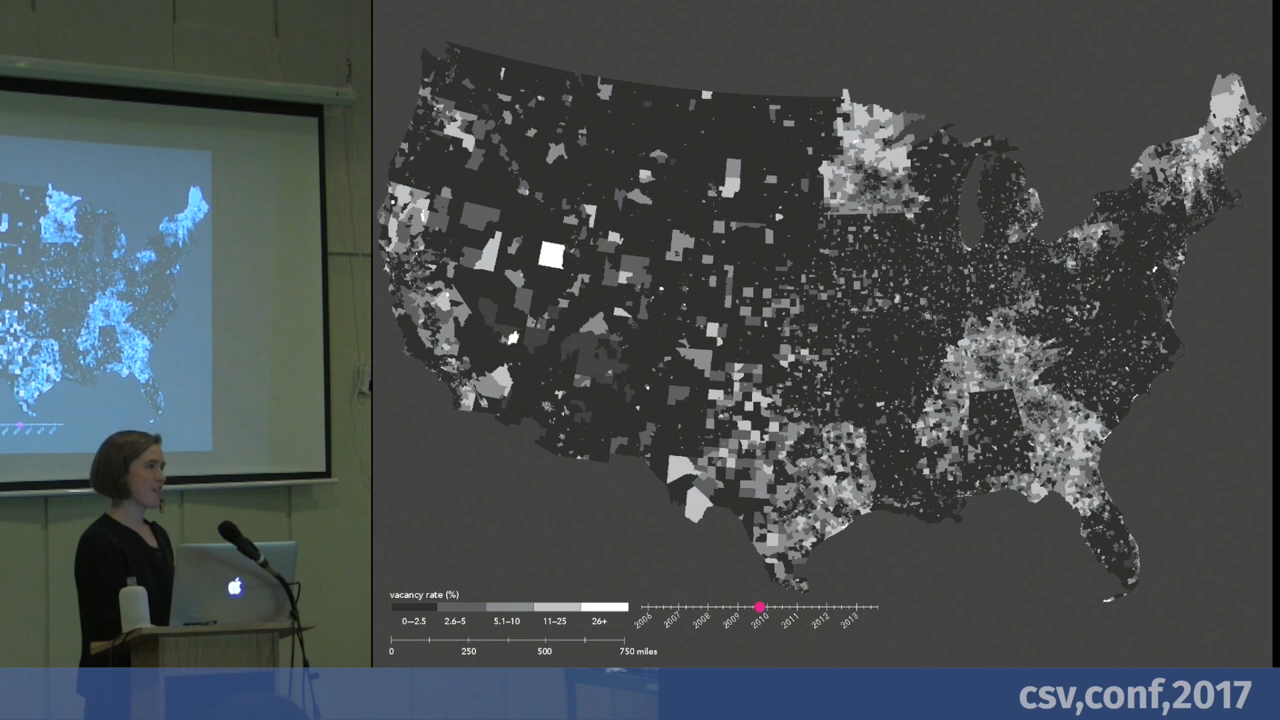 vacancy rate (%)
0—2.5 2.6–5 5.1–10 11–25 26+
2006 2007 2008 2009 2010 2011 2012 2013
0 250 500 750 miles
csv,conf,2017